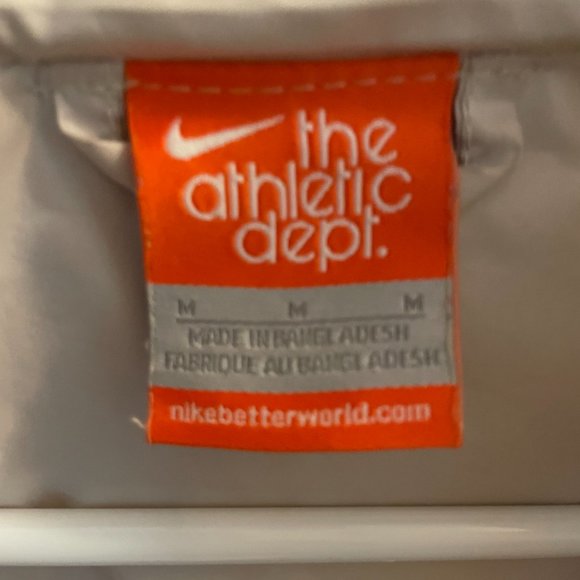 the
athletic
dept.
M M M
MADE IN BANGLADESH
FABRIQUE AU BANGLADESH
nikebetterworld.com